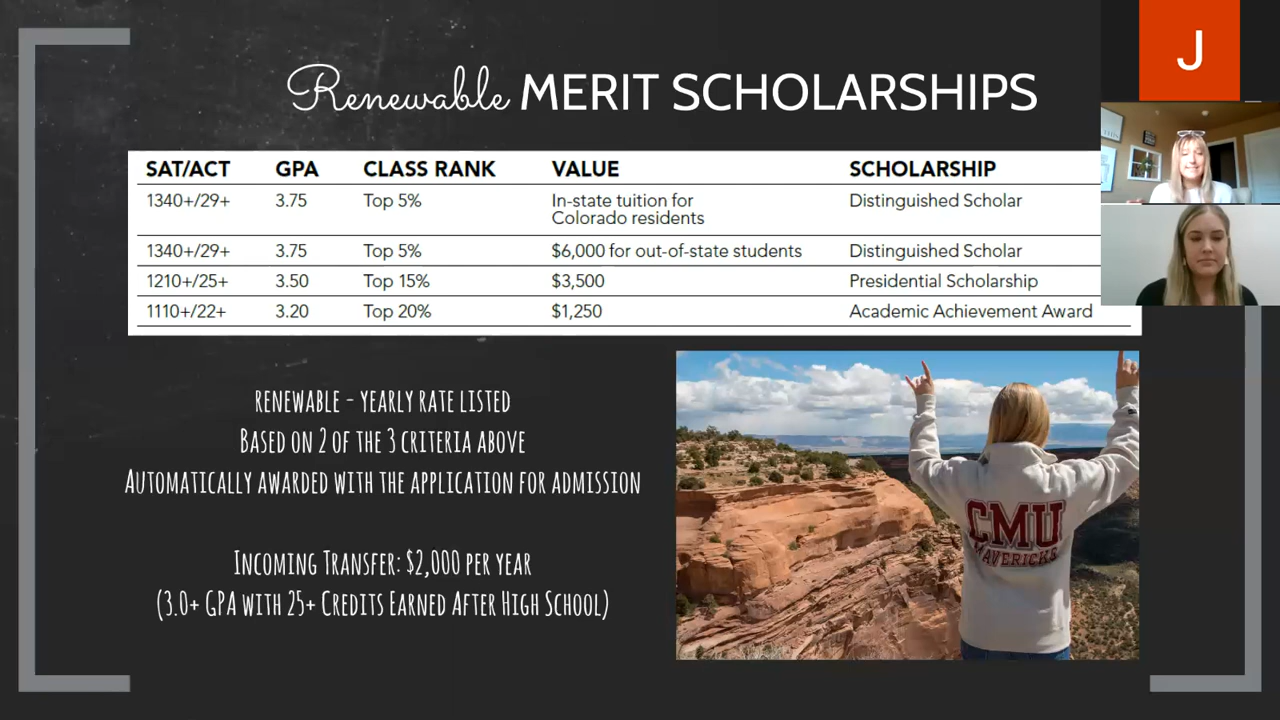 Renewable MERIT SCHOLARSHIPS
J
SAT/ACT GPA CLASS RANK VALUE SCHOLARSHIP
1340+/29+ 3.75 Top 5% In-state tuition for Colorado residents Distinguished Scholar
1340+/29+ 3.75 Top 5% $6,000 for out-of-state students Distinguished Scholar
1210+/25+ 3.50 Top 15% $3,500 Presidential Scholarship
1110+/22+ 3.20 Top 20% $1,250 Academic Achievement Award
RENEWABLE - YEARLY RATE LISTED
BASED ON 2 OF THE 3 CRITERIA ABOVE
AUTOMATICALLY AWARDED WITH THE APPLICATION FOR ADMISSION
INCOMING TRANSFER: $2,000 PER YEAR
(3.0+ GPA WITH 25+ CREDITS EARNED AFTER HIGH SCHOOL)
CMU
MAVERICKS